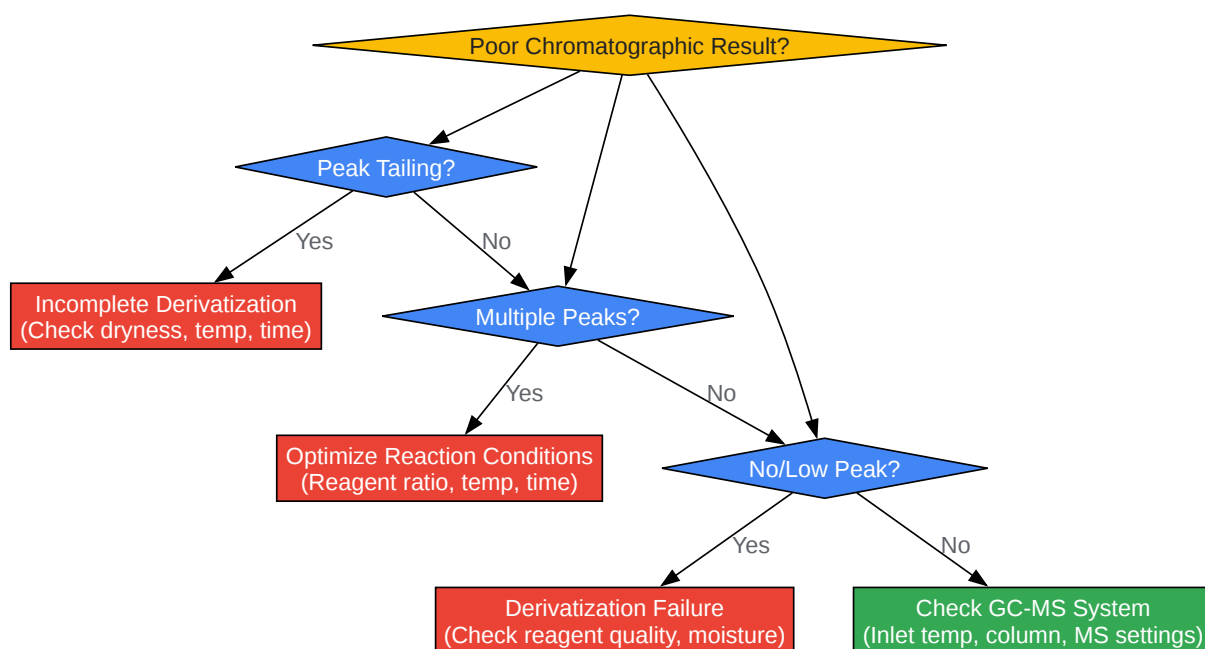 Poor Chromatographic Result?
Peak Tailing?
Yes
No
Incomplete Derivatization
(Check dryness, temp, time)
Multiple Peaks?
Yes
No
Optimize Reaction Conditions
(Reagent ratio, temp, time)
No/Low Peak?
Yes
No
Derivatization Failure
(Check reagent quality, moisture)
Check GC-MS System
(Inlet temp, column, MS settings)